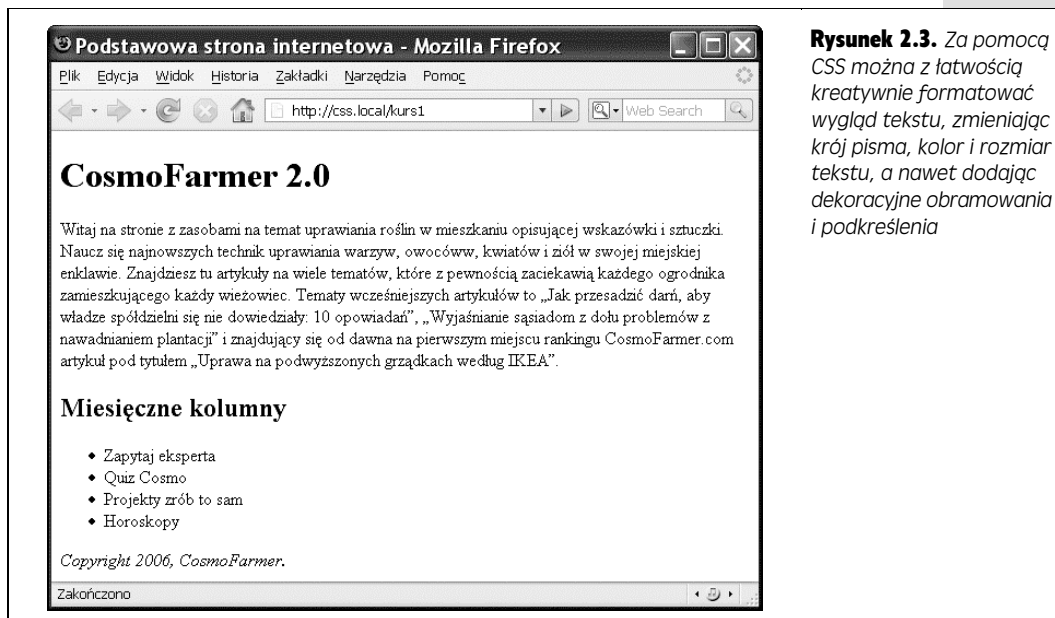 Podstawowa strona internetowa - Mozilla Firefox
Plik Edycja Widok Historia Zakładki Narzędzia Pomoc
http://css.local/kurs1
Web Search
CosmoFarmer 2.0
Witaj na stronie z zasobami na temat uprawiania roślin w mieszkaniu opisującej wskazówki i sztuczki.
Naucz się najnowszych technik uprawiania warzyw, owocóww, kwiatów i ziół w swojej miejskiej
enklawie. Znajdziesz tu artykuły na wiele tematów, które z pewnością zaciekawią każdego ogrodnika
zamieszkującego każdy wieżowiec. Tematy wcześniejszych artykułów to „Jak przesadzić darń, aby
władze spółdzielni się nie dowiedziały: 10 opowiadań”, „Wyjaśnianie sąsiadom z dołu problemów z
nawadnianiem plantacji” i znajdujący się od dawna na pierwszym miejscu rankingu CosmoFarmer.com
artykuł pod tytułem „Uprawa na podwyższonych grządkach według IKEA”.
Miesięczne kolumny
Zapytaj eksperta
Quiz Cosmo
Projekty zrób to sam
Horoskopy
Copyright 2006, CosmoFarmer.
Zakończono
Rysunek 2.3. Za pomocą
CSS można z łatwością
kreatywnie formatować
wygląd tekstu, zmieniając
krój pisma, kolor i rozmiar
tekstu, a nawet dodając
dekoracyjne obramowania
i podkreślenia